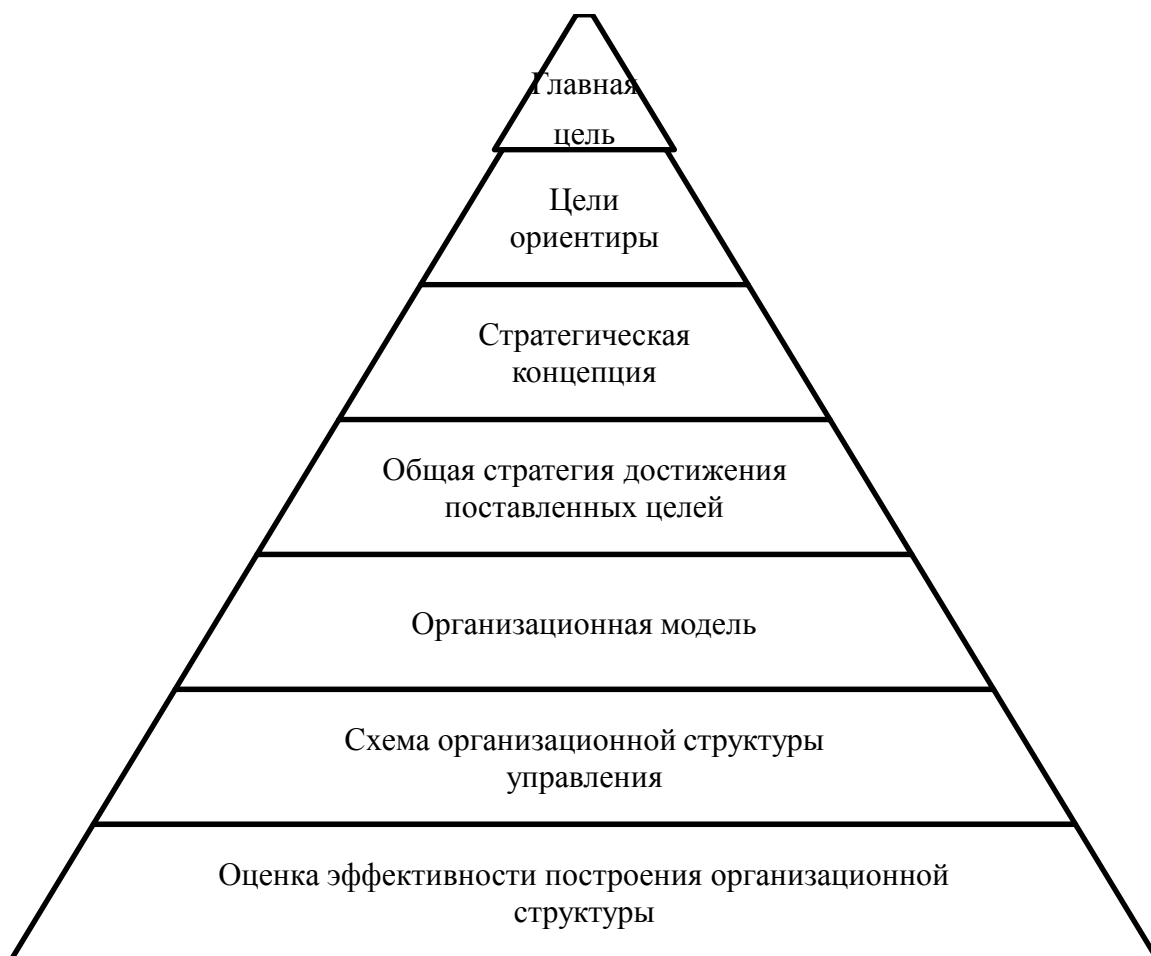 Главная
цель
Цели
ориентиры
Стратегическая
концепция
Общая стратегия достижения
поставленных целей
Организационная модель
Схема организационной структуры
управления
Оценка эффективности построения организационной
структуры